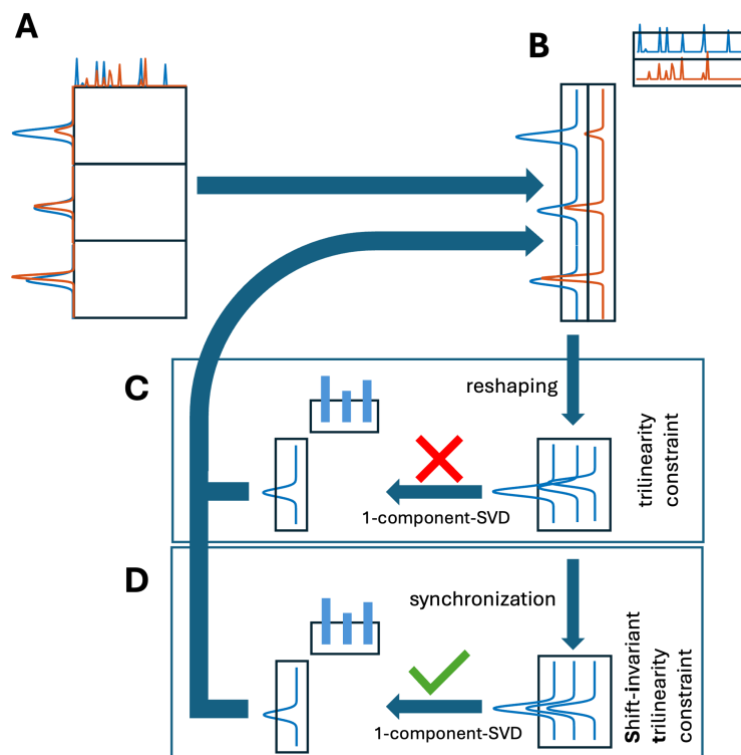 A
B
C
reshaping
trilinearity
constraint
1-component-SVD
D
synchronization
Shift-invariant
trilinearity
constraint
1-component-SVD